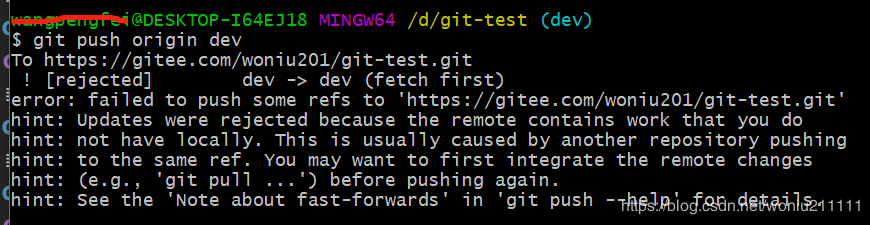 @DESKTOP-I64EJ18 MINGW64 /d/git-test (dev)
$ git push origin dev
To https://gitee.com/woniu201/git-test.git
 ! [rejected]        dev -> dev (fetch first)
error: failed to push some refs to 'https://gitee.com/woniu201/git-test.git'
hint: Updates were rejected because the remote contains work that you do
hint: not have locally. This is usually caused by another repository pushing
hint: to the same ref. You may want to first integrate the remote changes
hint: (e.g., 'git pull ...') before pushing again.
hint: See the 'Note about fast-forwards' in 'git push --help' for details.
https://blog.csdn.net/woniu211111